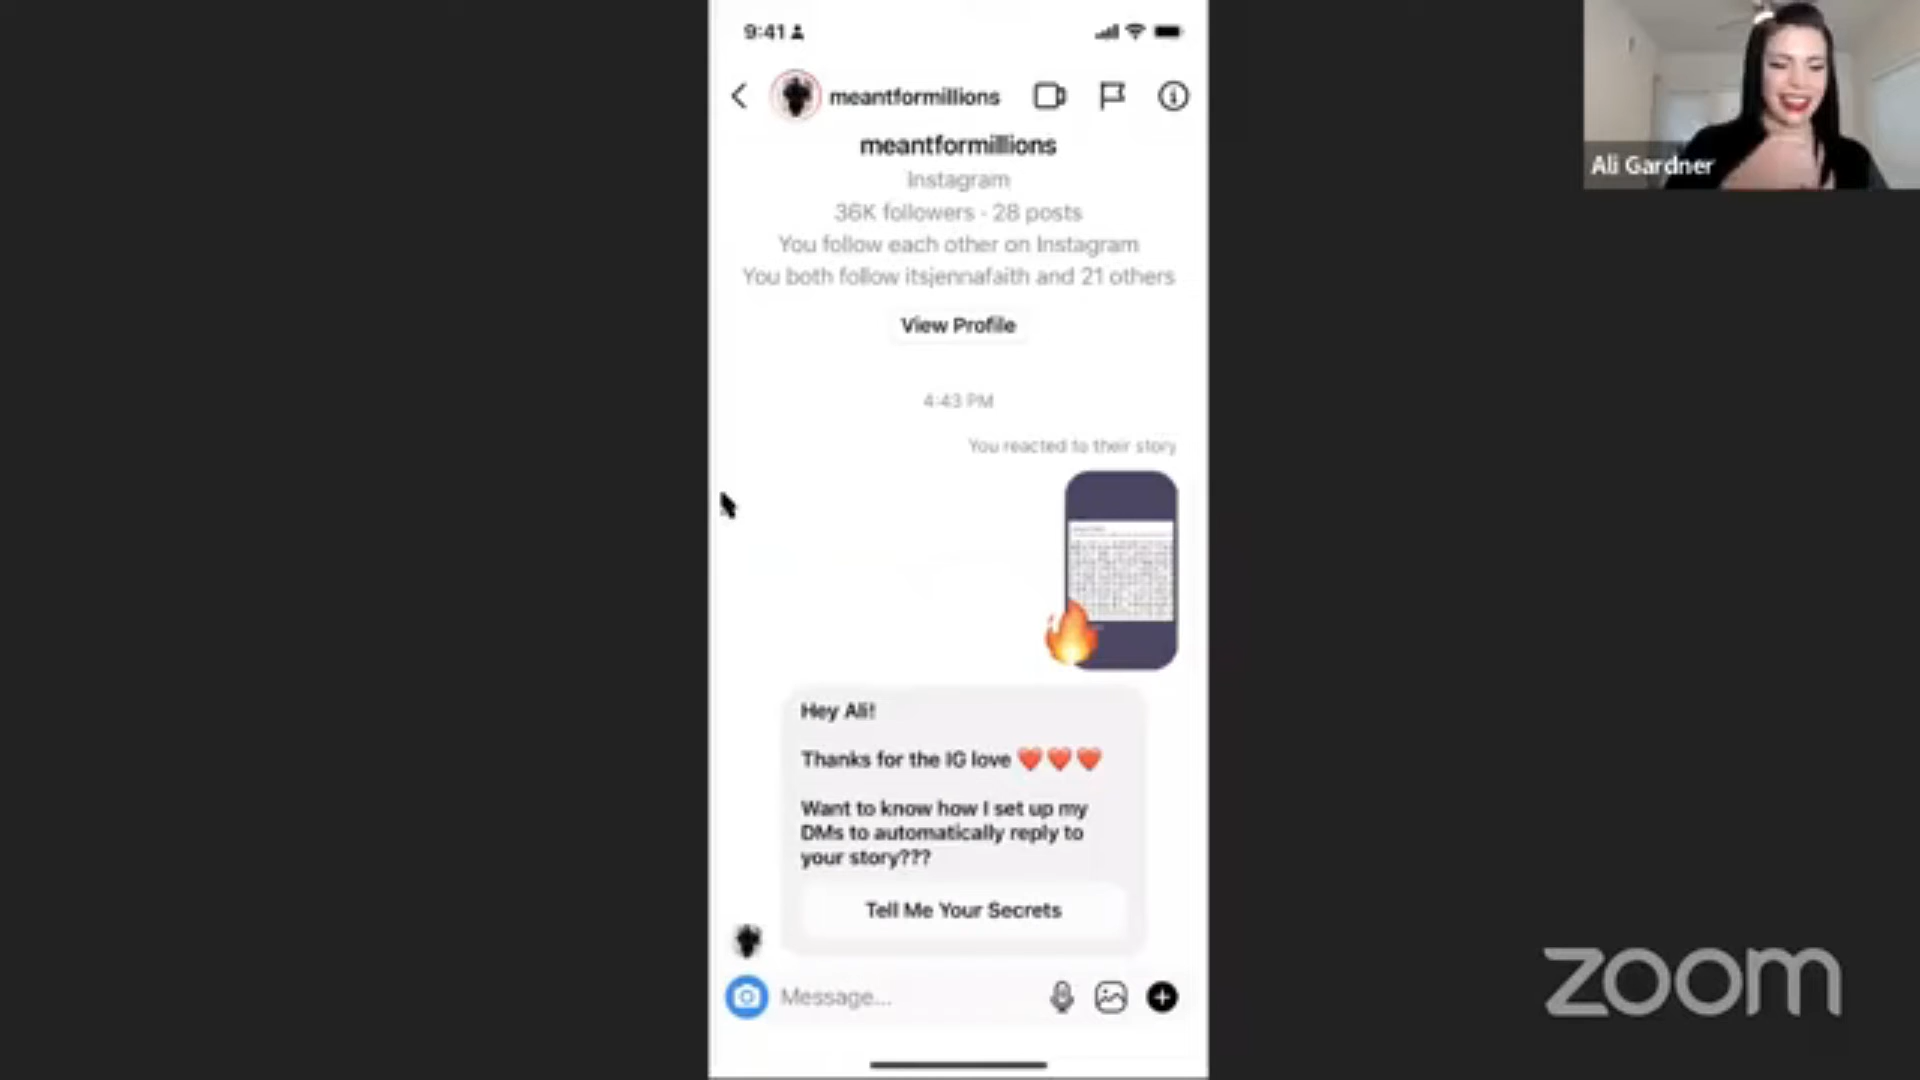 9:41
meantformillions
meantformillions
Instagram
36K followers · 28 posts
You follow each other on Instagram
You both follow itsjennafaith and 21 others
View Profile
4:43 PM
You reacted to their story
Hey Ali!
Thanks for the IG love ❤️❤️❤️
Want to know how I set up my
DMs to automatically reply to
your story???
Tell Me Your Secrets
Message...
Ali Gardner
zoom